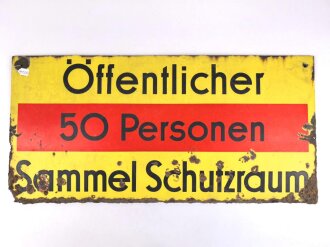 Öffentlicher
50 Personen
Sammel Schutzraum